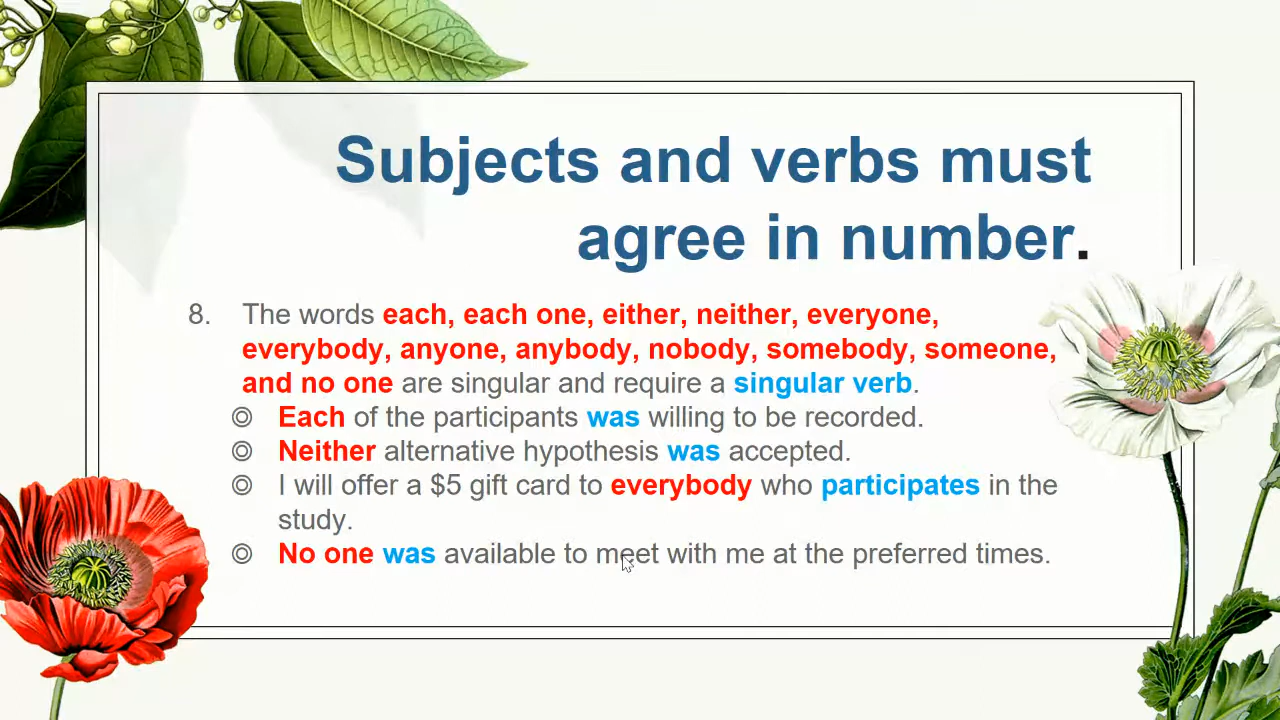 Subjects and verbs must
agree in number.
8. The words each, each one, either, neither, everyone,
everybody, anyone, anybody, nobody, somebody, someone,
and no one are singular and require a singular verb.
◎ Each of the participants was willing to be recorded.
◎ Neither alternative hypothesis was accepted.
◎ I will offer a $5 gift card to everybody who participates in the
study.
◎ No one was available to meet with me at the preferred times.